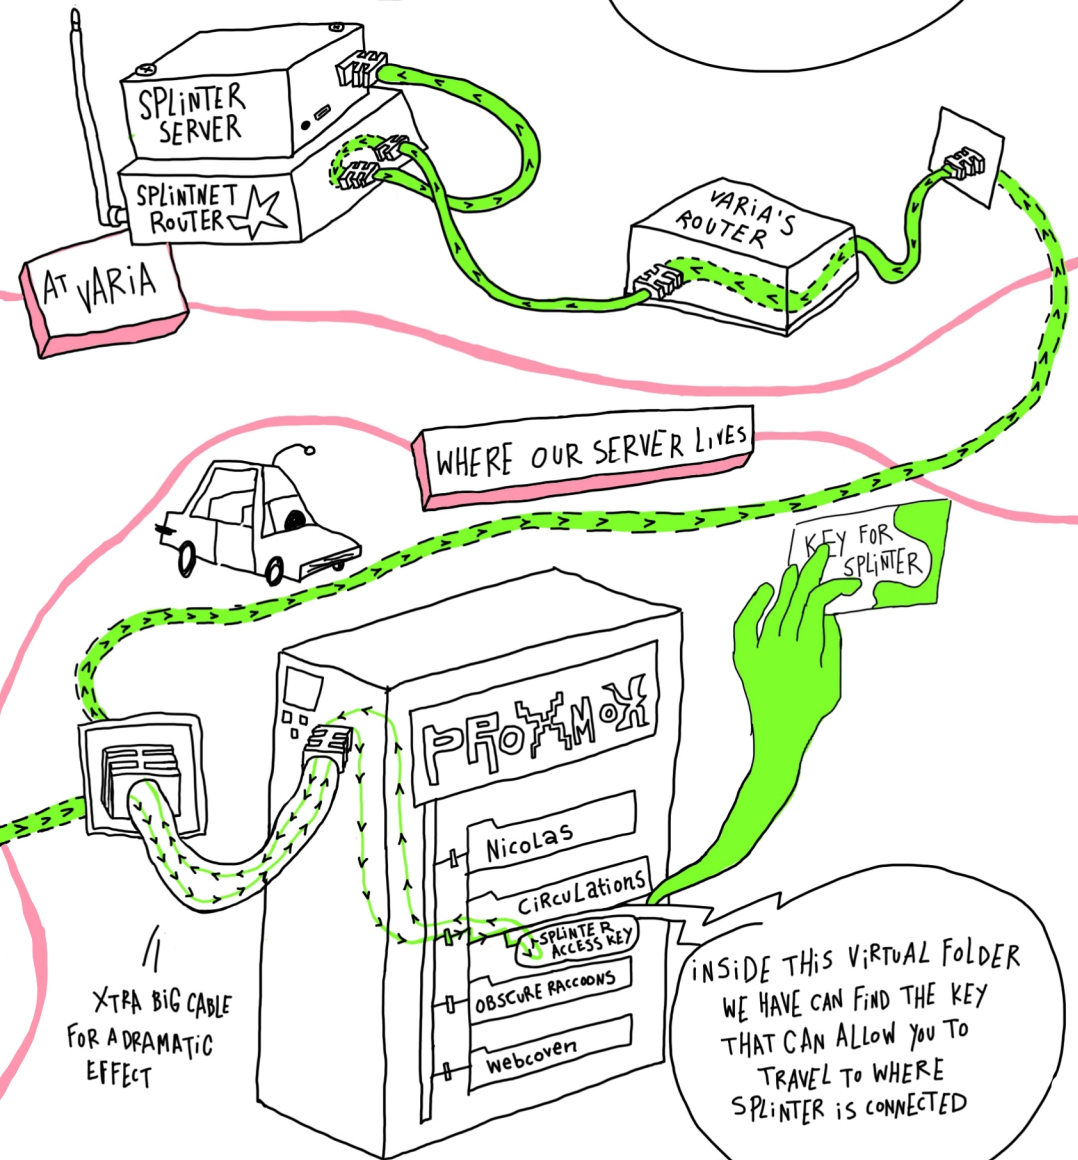 SPLiNTER
SERVER
SPLINTNET
ROUTER
VARiA'S
ROUTER
AT VARiA
WHERE OUR SERVER LiVES
KEY FOR
SPLiNTER
PROXMOX
NicoLas
CiRcuLations
SPLINTER
ACCESS KEY
OBSCURE RACCOONS
webcoven
XTRA BiG CABLE
FOR A DRAMATiC
EFFECT
iNSiDE THiS ViRTUAL FOLDER
WE HAVE CAN FiND THE KEY
THAT CAN ALLOW YOU TO
TRAVEL TO WHERE
SPLiNTER iS CONNECTED